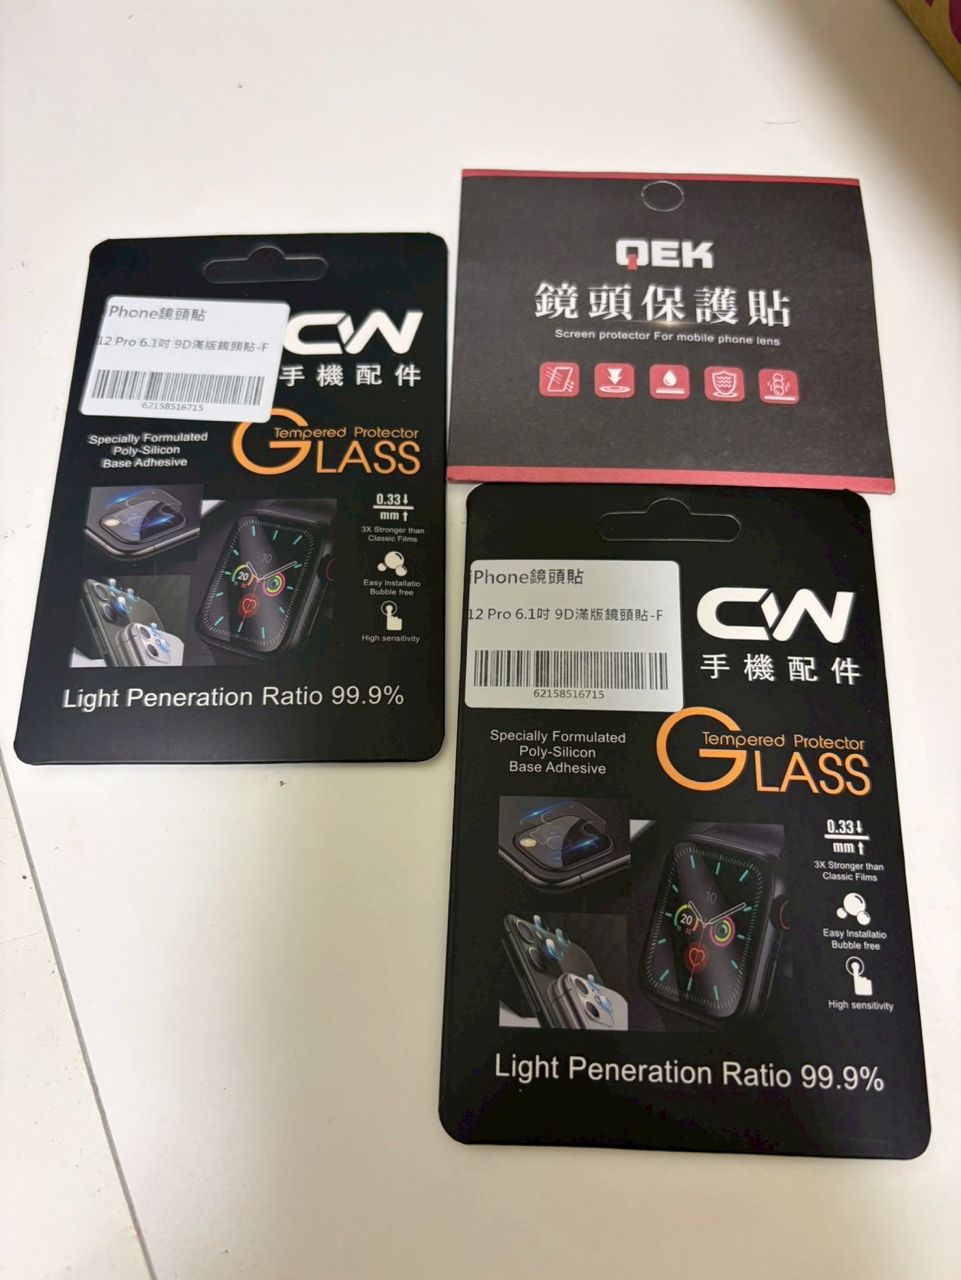 iPhone鏡頭貼
12 Pro 6.1吋 9D滿版鏡頭貼-F
62158516715
CW
手機配件
Tempered Protector
GLASS
Specially Formulated
Poly-Silicon
Base Adhesive
0.33
mm
3X Stronger than
Classic Films
Easy Installatio
Bubble free
High sensitivity
Light Peneration Ratio 99.9%
QEK
鏡頭保護貼
Screen protector For mobile phone lens
iPhone鏡頭貼
12 Pro 6.1吋 9D滿版鏡頭貼-F
62158516715
CW
手機配件
Tempered Protector
GLASS
Specially Formulated
Poly-Silicon
Base Adhesive
10
20
0.33
mm
3X Stronger than
Classic Films
Easy Installatio
Bubble free
High sensitivity
Light Peneration Ratio 99.9%